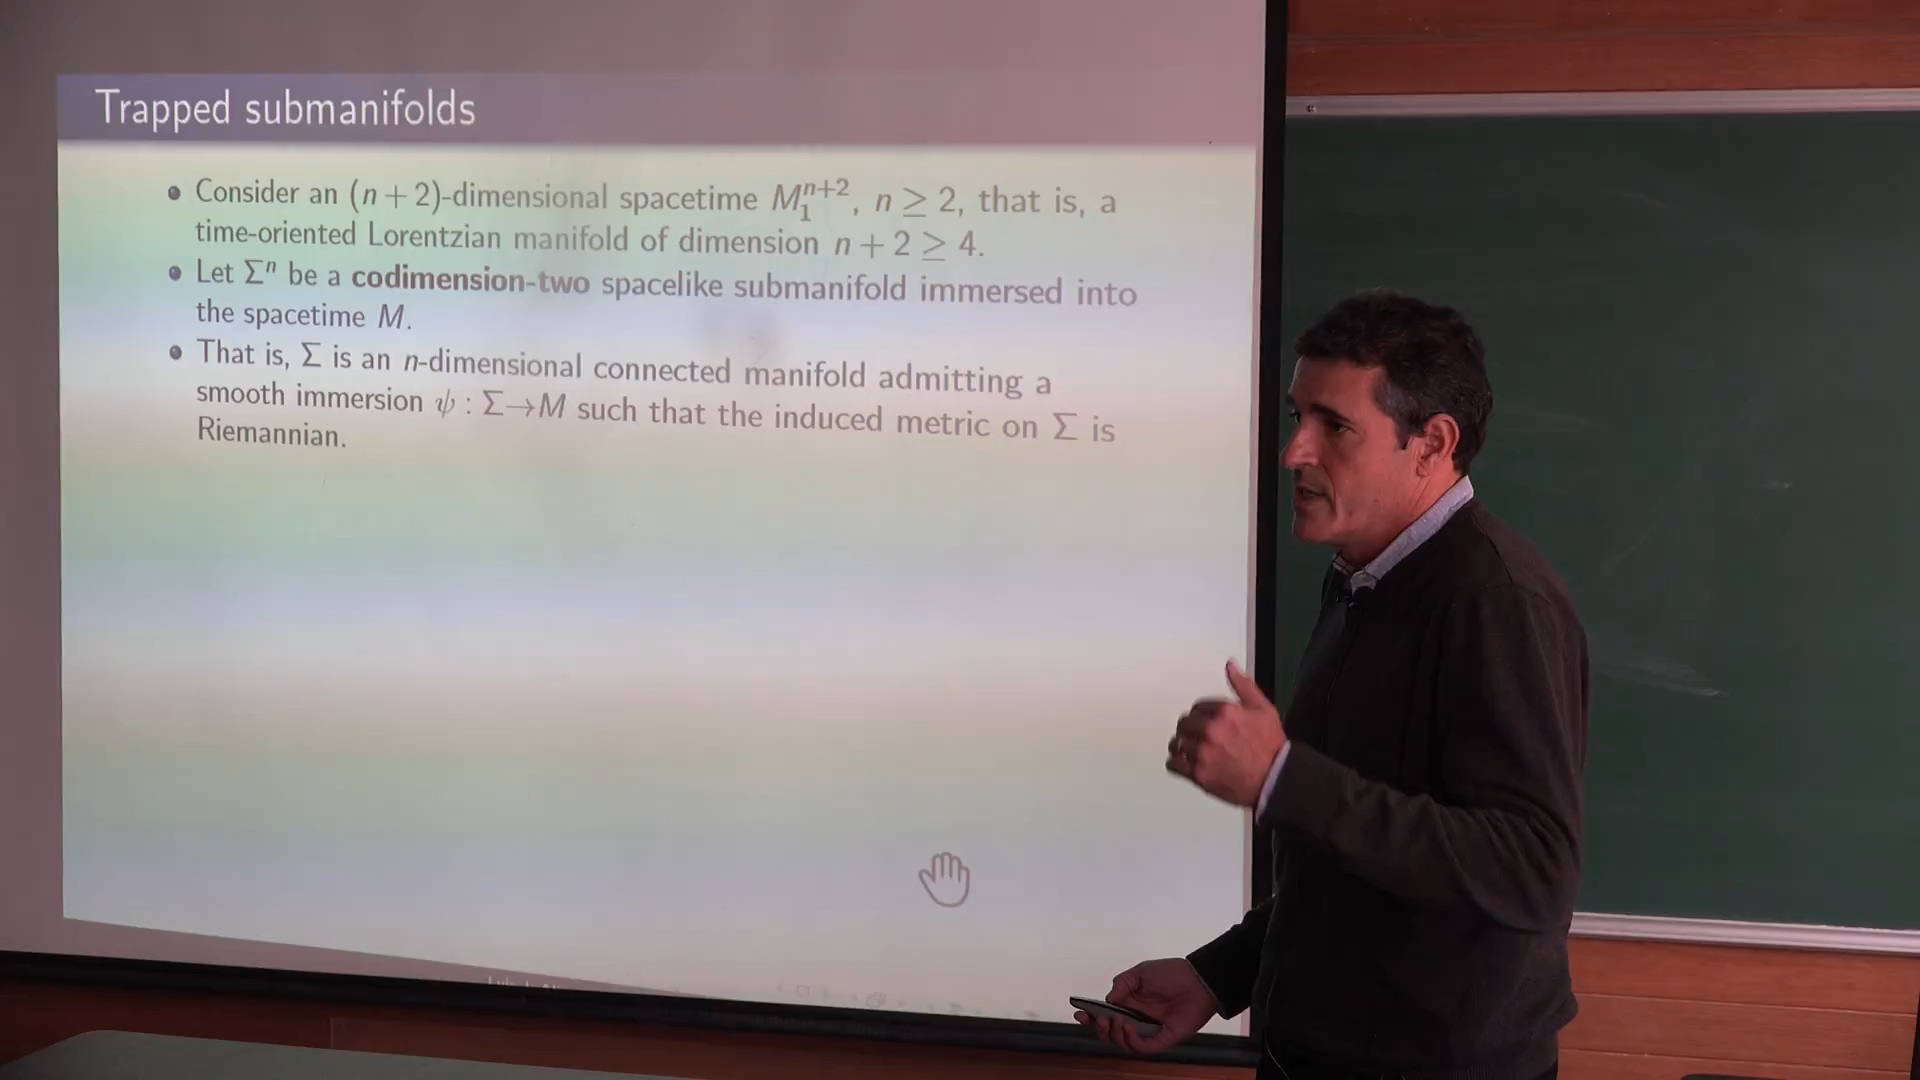 Trapped submanifolds
• Consider an (n + 2)-dimensional spacetime M₁ⁿ⁺², n ≥ 2, that is, a
time-oriented Lorentzian manifold of dimension n + 2 ≥ 4.
• Let Σⁿ be a codimension-two spacelike submanifold immersed into
the spacetime M.
• That is, Σ is an n-dimensional connected manifold admitting a
smooth immersion ψ : Σ→M such that the induced metric on Σ is
Riemannian.